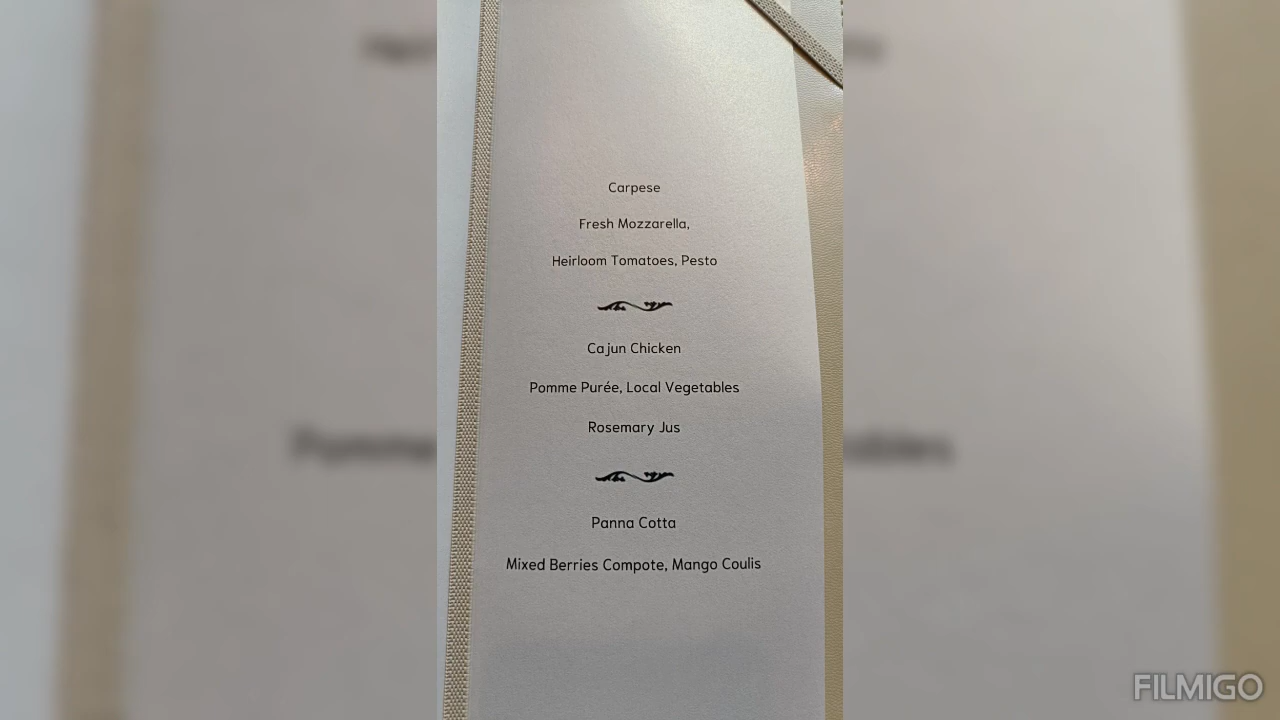 Carpese
Fresh Mozzarella,
Heirloom Tomatoes, Pesto
Cajun Chicken
Pomme Purée, Local Vegetables
Rosemary Jus
Panna Cotta
Mixed Berries Compote, Mango Coulis
FILMIGO